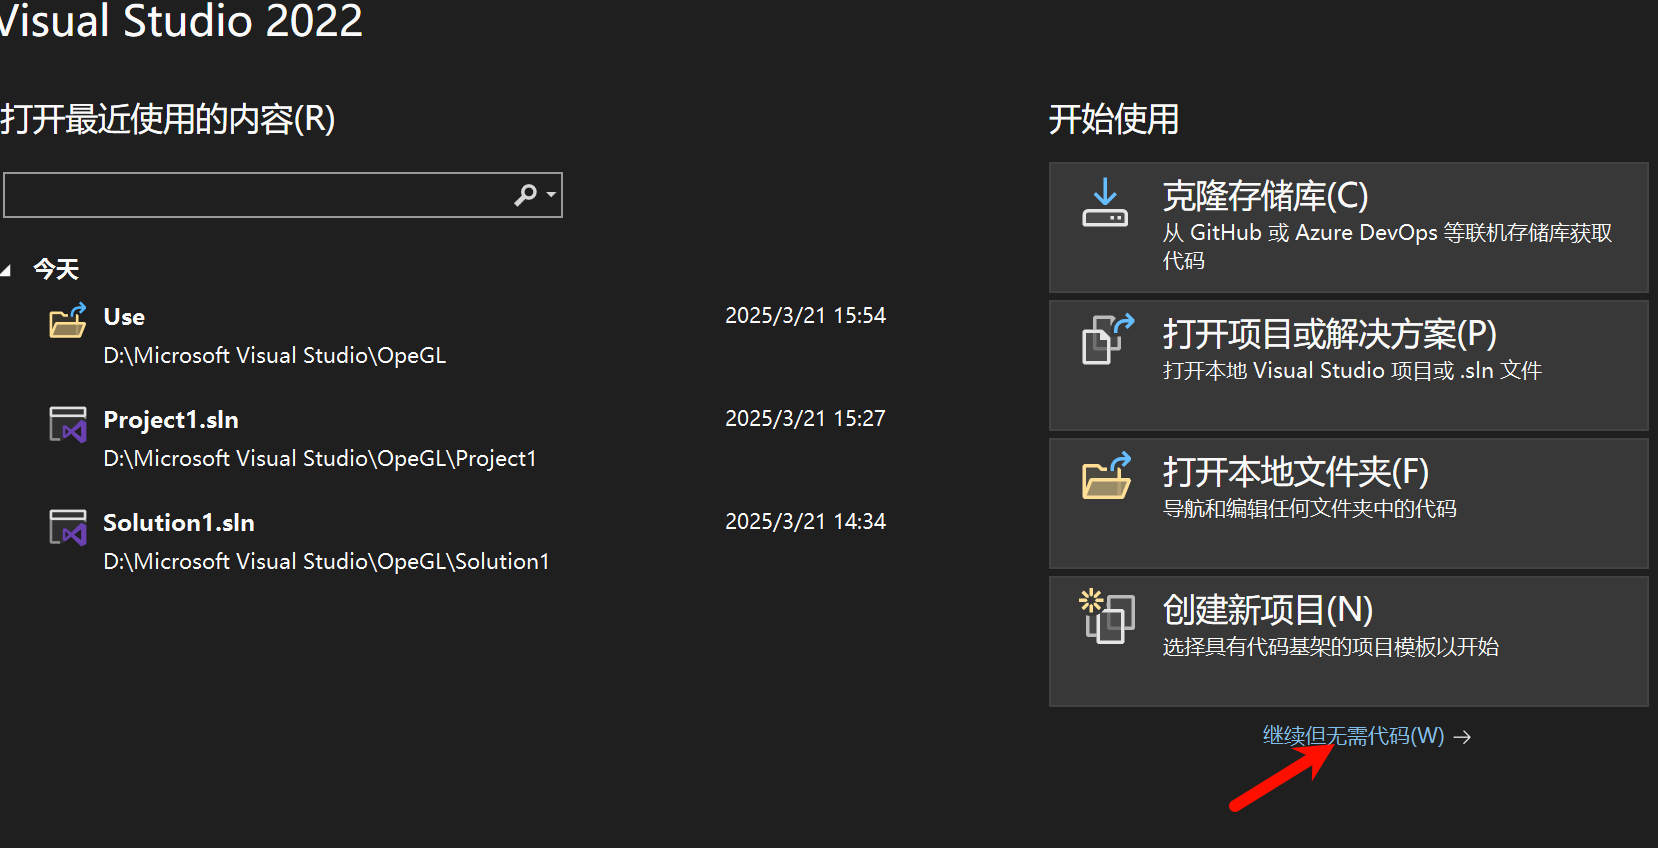 Visual Studio 2022
打开最近使用的内容(R)
今天
Use
2025/3/21 15:54
D:\Microsoft Visual Studio\OpeGL
Project1.sln
2025/3/21 15:27
D:\Microsoft Visual Studio\OpeGL\Project1
Solution1.sln
2025/3/21 14:34
D:\Microsoft Visual Studio\OpeGL\Solution1
开始使用
克隆存储库(C)
从 GitHub 或 Azure DevOps 等联机存储库获取
代码
打开项目或解决方案(P)
打开本地 Visual Studio 项目或 .sln 文件
打开本地文件夹(F)
导航和编辑任何文件夹中的代码
创建新项目(N)
选择具有代码基架的项目模板以开始
继续但无需代码(W) →